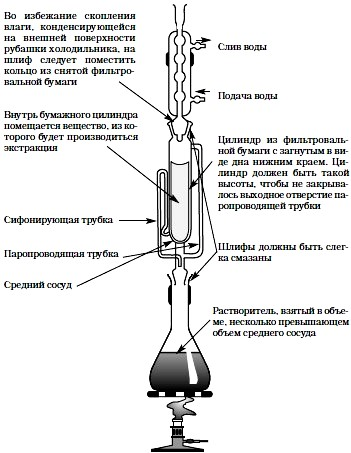 Во избежание скопления
влаги, конденсирующейся
на внешней поверхности
рубашки холодильника, на
шлиф следует поместить
кольцо из снятой фильтро-
вальной бумаги
Слив воды
Подача воды
Внутрь бумажного цилиндра
помещается вещество, из ко-
торого будет производиться
экстракция
Цилиндр из фильтроваль-
ной бумаги с загнутым в ви-
де дна нижним краем. Ци-
линдр должен быть такой
высоты, чтобы не закрыва-
лось выходное отверстие па-
ропроводящей трубки
Сифонирующая трубка
Паропроводящая трубка
Шлифы должны быть слег-
ка смазаны
Средний сосуд
Растворитель, взятый в объе-
ме, несколько превышающем
объем среднего сосуда